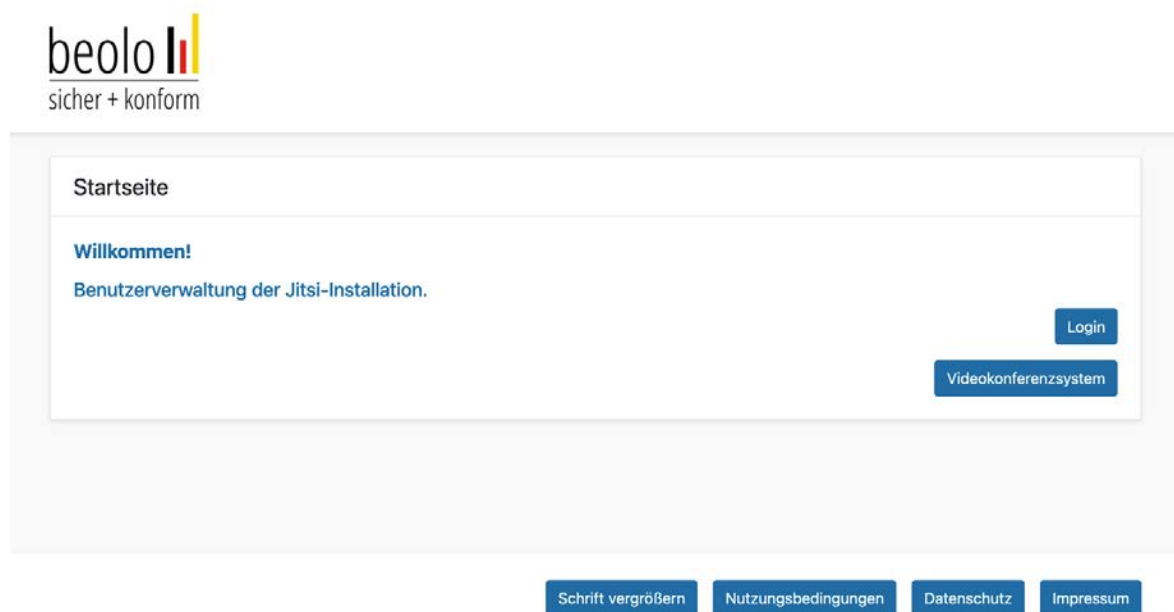 beolo
sicher + konform
Startseite
Willkommen!
Benutzerverwaltung der Jitsi-Installation.
Login
Videokonferenzsystem
Schrift vergrößern Nutzungsbedingungen Datenschutz Impressum